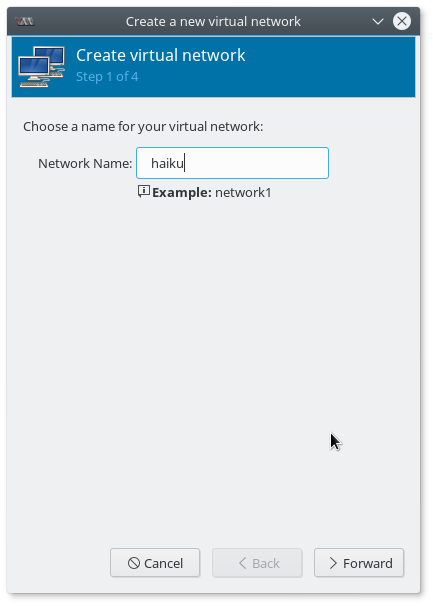 Create a new virtual network
Create virtual network
Step 1 of 4
Choose a name for your virtual network:
Network Name: haiku
Example: network1
Cancel Back Forward